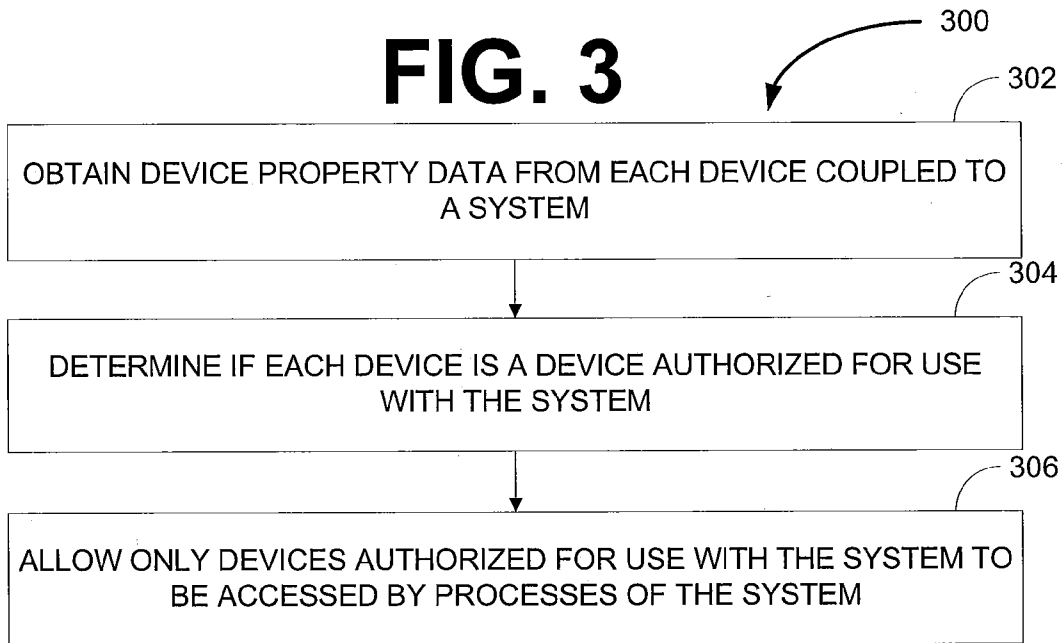 FIG. 3
300
302
OBTAIN DEVICE PROPERTY DATA FROM EACH DEVICE COUPLED TO
A SYSTEM
304
DETERMINE IF EACH DEVICE IS A DEVICE AUTHORIZED FOR USE
WITH THE SYSTEM
306
ALLOW ONLY DEVICES AUTHORIZED FOR USE WITH THE SYSTEM TO
BE ACCESSED BY PROCESSES OF THE SYSTEM